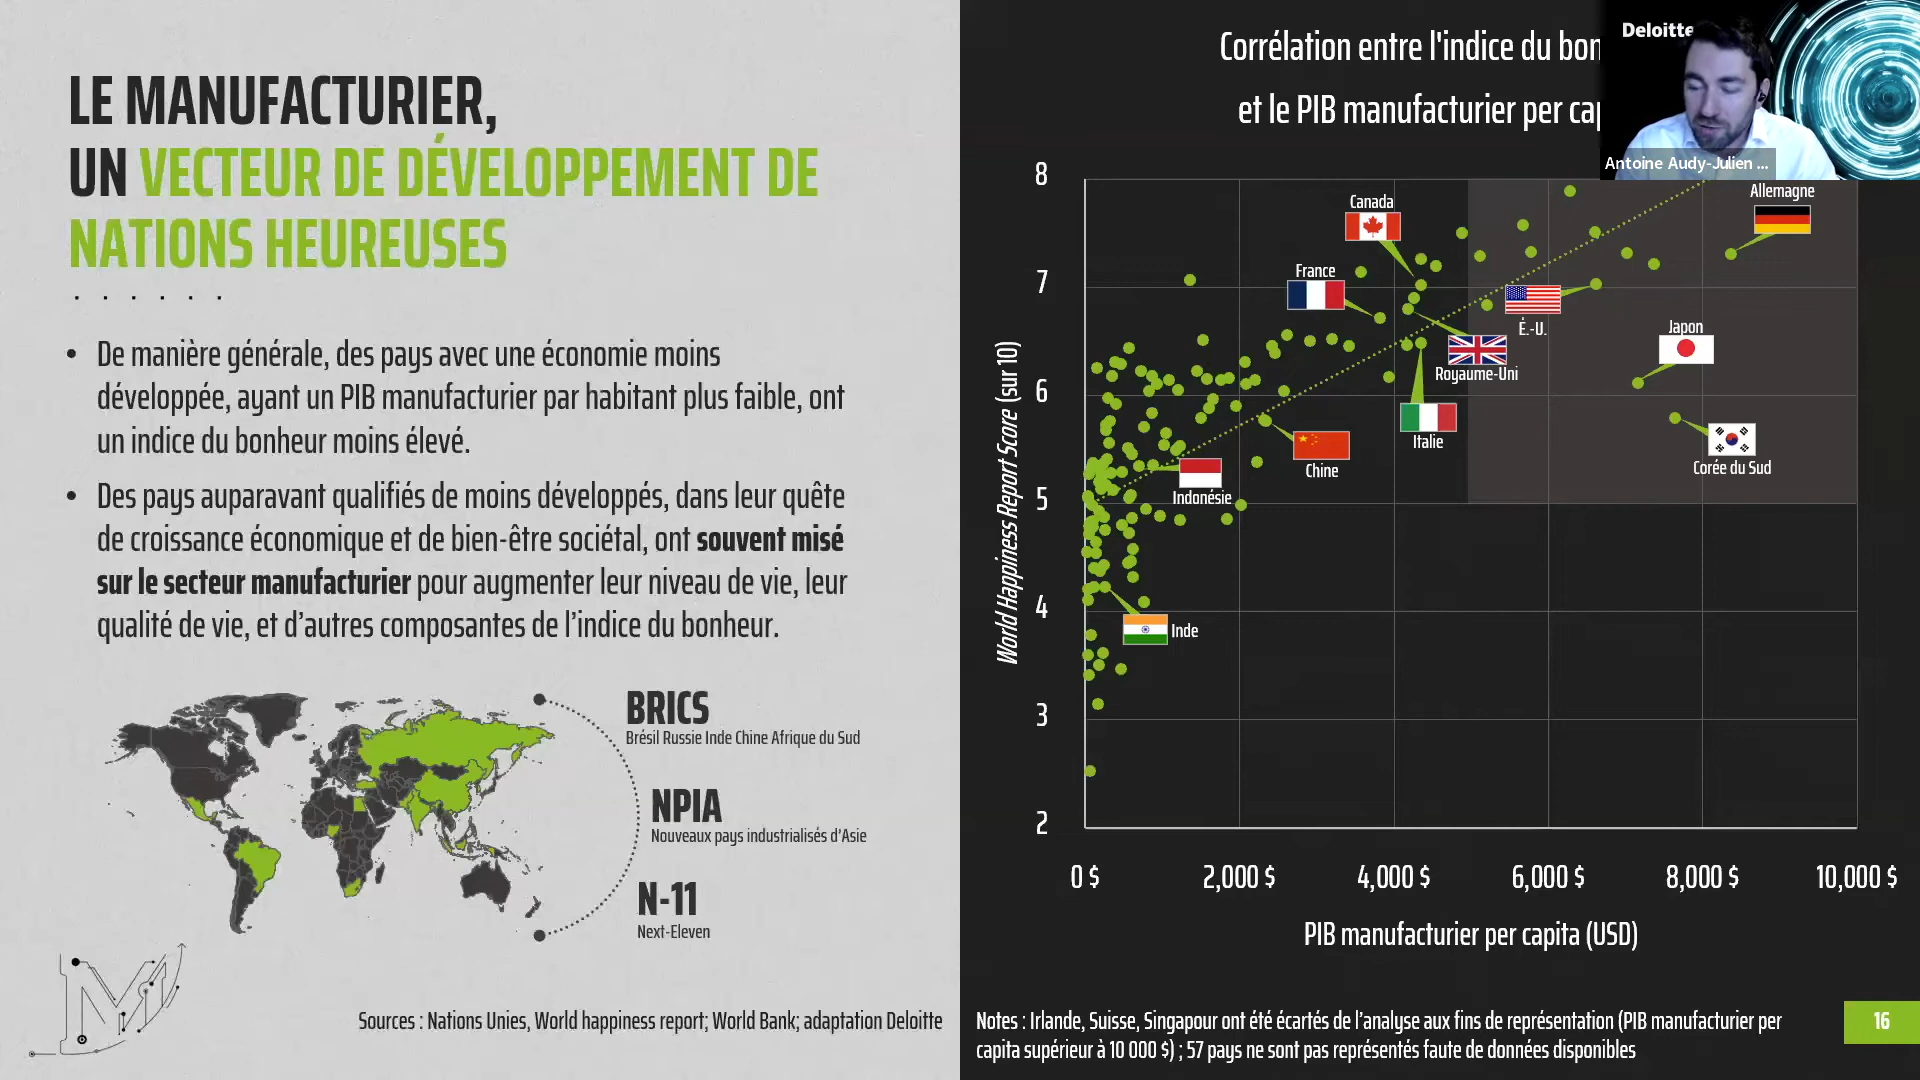 LE MANUFACTURIER,
UN VECTEUR DE DÉVELOPPEMENT DE
NATIONS HEUREUSES
• De manière générale, des pays avec une économie moins
développée, ayant un PIB manufacturier par habitant plus faible, ont
un indice du bonheur moins élevé.
• Des pays auparavant qualifiés de moins développés, dans leur quête
de croissance économique et de bien-être sociétal, ont souvent misé
sur le secteur manufacturier pour augmenter leur niveau de vie, leur
qualité de vie, et d'autres composantes de l'indice du bonheur.
BRICS
Brésil Russie Inde Chine Afrique du Sud
NPIA
Nouveaux pays industrialisés d'Asie
N-11
Next-Eleven
Sources : Nations Unies, World happiness report; World Bank; adaptation Deloitte
Corrélation entre l'indice du bon
et le PIB manufacturier per cap
Deloitte
Antoine Audy-Julien ...
World Happiness Report Score (sur 10)
8
7
6
5
4
3
2
Canada
Allemagne
France
É.-U.
Japon
Royaume-Uni
Italie
Chine
Corée du Sud
Indonésie
Inde
0 $
2,000 $
4,000 $
6,000 $
8,000 $
10,000 $
PIB manufacturier per capita (USD)
Notes : Irlande, Suisse, Singapour ont été écartés de l'analyse aux fins de représentation (PIB manufacturier per
capita supérieur à 10 000 $) ; 57 pays ne sont pas représentés faute de données disponibles
16